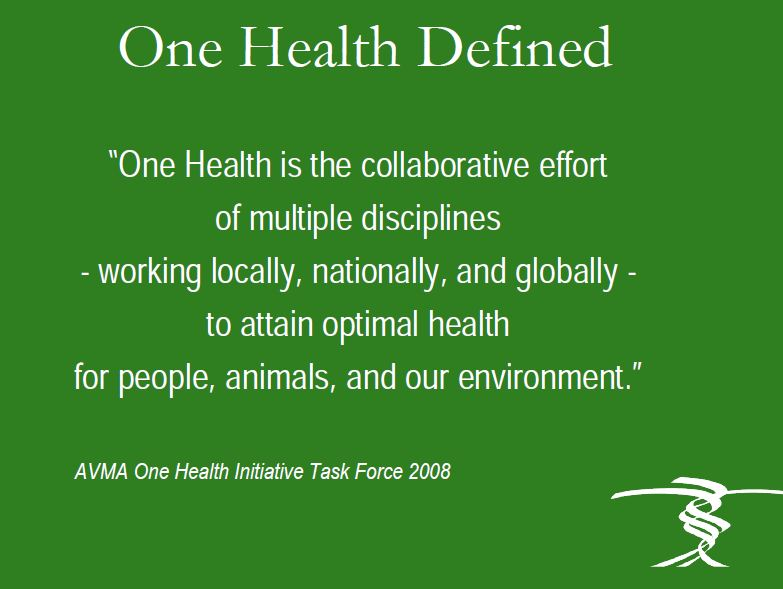 One Health Defined
“One Health is the collaborative effort
of multiple disciplines
- working locally, nationally, and globally -
to attain optimal health
for people, animals, and our environment.”
AVMA One Health Initiative Task Force 2008